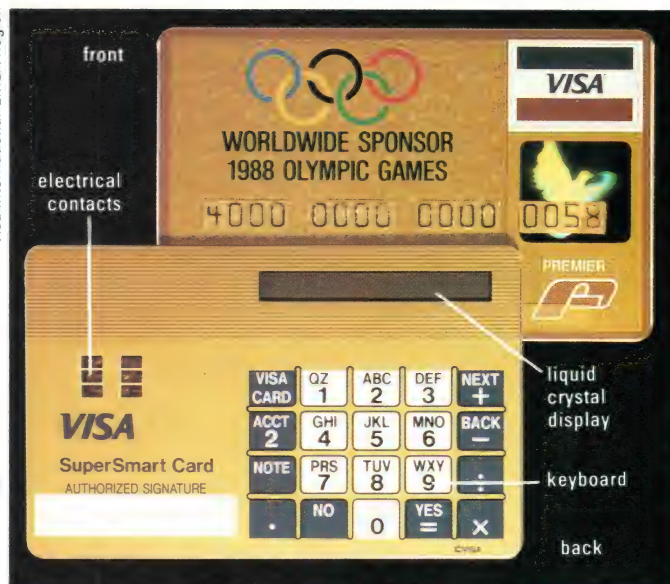 front
VISA
WORLDWIDE SPONSOR
1988 OLYMPIC GAMES
4000 0000 0000 0058
PREMIER
electrical
contacts
VISA
SuperSmart Card
AUTHORIZED SIGNATURE
VISA CARD QZ 1 ABC 2 DEF 3 NEXT +
ACCT 2 GHI 4 JKL 5 MNO 6 BACK −
NOTE PRS 7 TUV 8 WXY 9 ÷
. NO 0 YES = ×
©VISA
liquid
crystal
display
keyboard
back